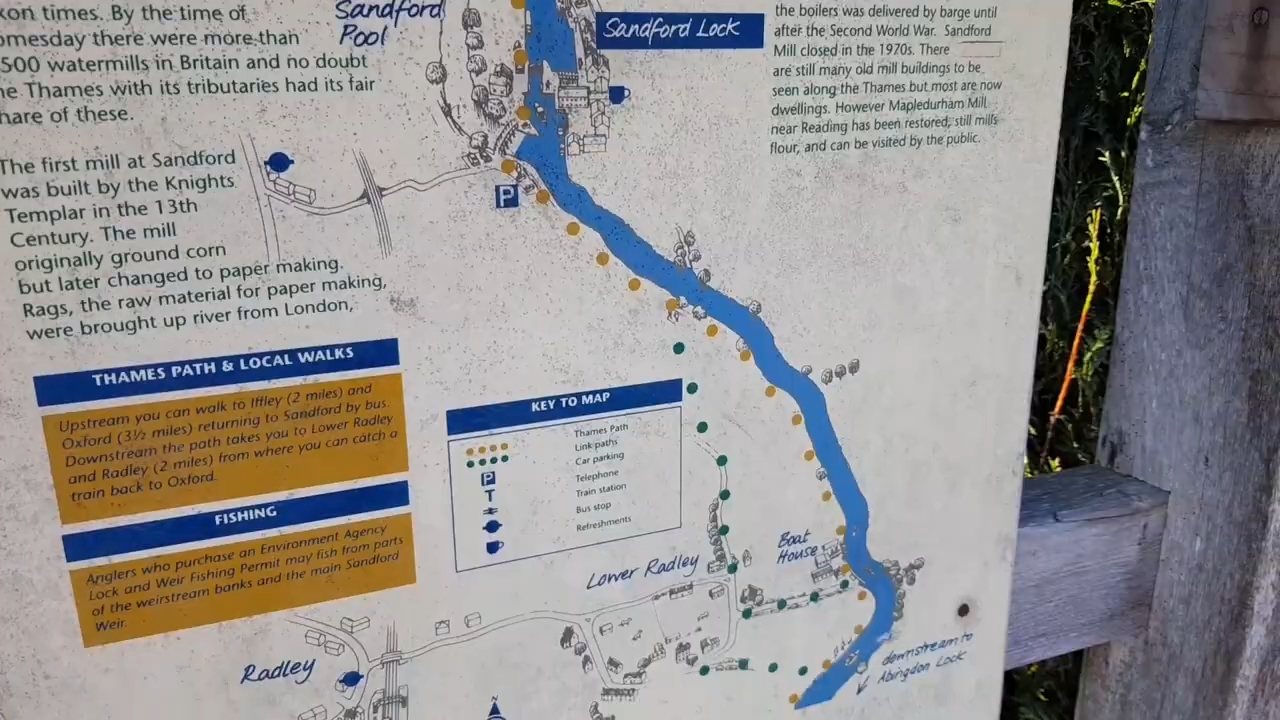 xon times. By the time of
omesday there were more than
500 watermills in Britain and no doubt
he Thames with its tributaries had its fair
hare of these.
The first mill at Sandford
was built by the Knights
Templar in the 13th
Century. The mill
originally ground corn
but later changed to paper making.
Rags, the raw material for paper making,
were brought up river from London,
Sandford
Pool
Sandford Lock
the boilers was delivered by barge until
after the Second World War. Sandford
Mill closed in the 1970s. There
are still many old mill buildings to be
seen along the Thames but most are now
dwellings. However Mapledurham Mill
near Reading has been restored, still mills
flour, and can be visited by the public.
P
THAMES PATH & LOCAL WALKS
Upstream you can walk to Iffley (2 miles) and
Oxford (3½ miles) returning to Sandford by bus.
Downstream the path takes you to Lower Radley
and Radley (2 miles) from where you can catch a
train back to Oxford.
FISHING
Anglers who purchase an Environment Agency
Lock and Weir Fishing Permit may fish from parts
of the weirstream banks and the main Sandford
Weir.
KEY TO MAP
Thames Path
Link paths
P Car parking
T Telephone
Train station
Bus stop
Refreshments
Boat
House
Lower Radley
Radley
downstream to
Abingdon Lock
N